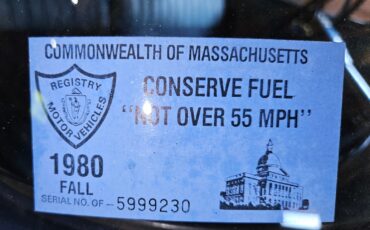 COMMONWEALTH OF MASSACHUSETTS
REGISTRY
MOTOR VEHICLES
CONSERVE FUEL
"NOT OVER 55 MPH"
1980
FALL
SERIAL NO. OF - 5999230